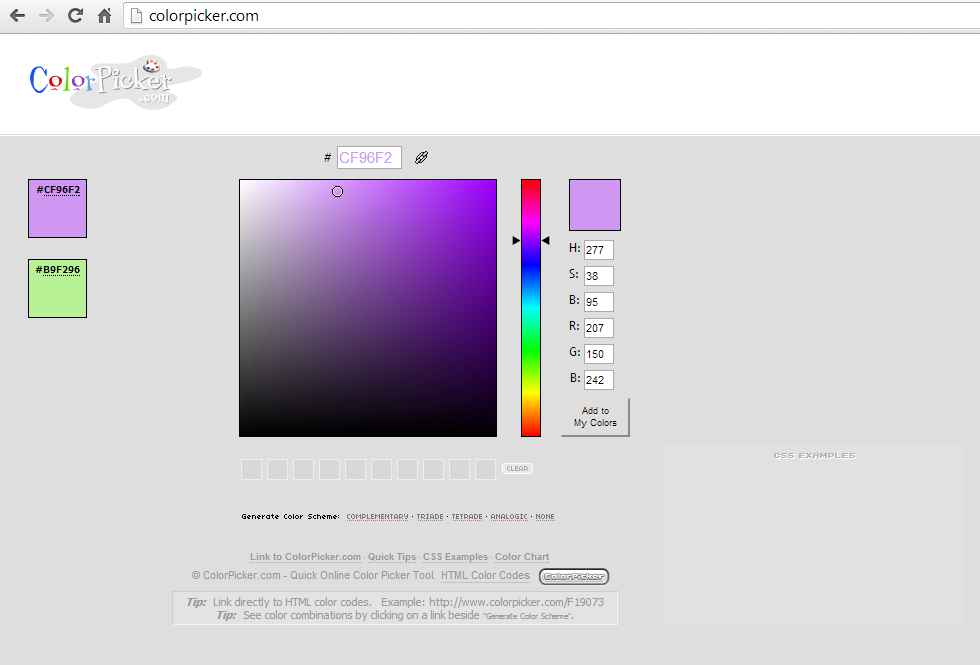 colorpicker.com
ColorPicker
.com
# CF96F2
#CF96F2
#B9F296
H: 277
S: 38
B: 95
R: 207
G: 150
B: 242
Add to
My Colors
CLEAR
CSS EXAMPLES
Generate Color Scheme: COMPLEMENTARY · TRIADE · TETRADE · ANALOGIC · NONE
Link to ColorPicker.com · Quick Tips · CSS Examples · Color Chart
© ColorPicker.com - Quick Online Color Picker Tool. HTML Color Codes ColorPicker
Tip: Link directly to HTML color codes. Example: http://www.colorpicker.com/F19073
Tip: See color combinations by clicking on a link beside "Generate Color Scheme".